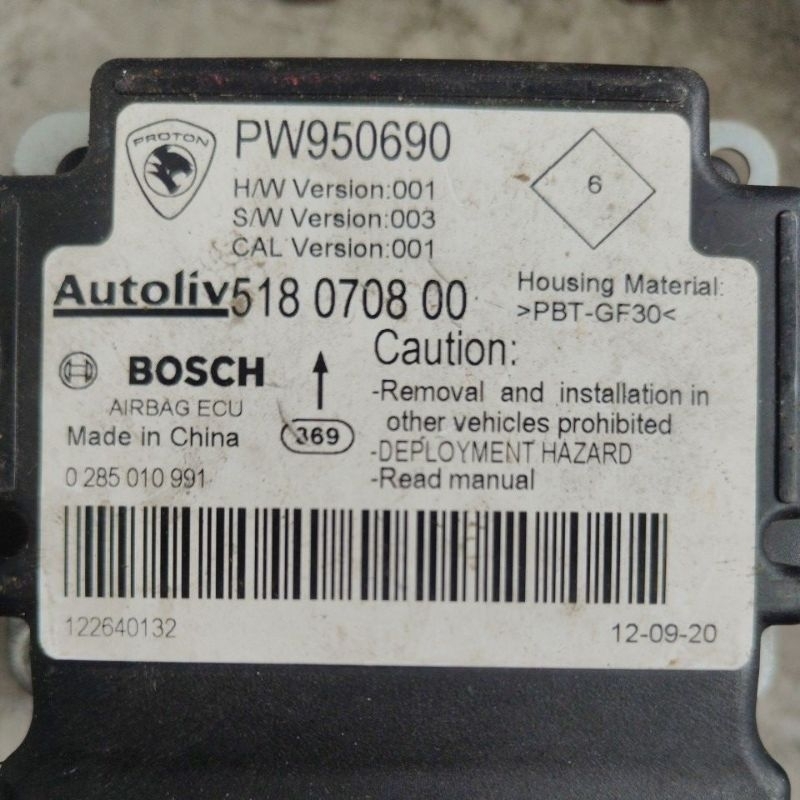 PROTON
PW950690
H/W Version:001
S/W Version:003
CAL Version:001
6
Autoliv 518 0708 00
Housing Material:
>PBT-GF30<
BOSCH
AIRBAG ECU
Made in China
369
0 285 010 991
Caution:
-Removal and installation in
other vehicles prohibited
-DEPLOYMENT HAZARD
-Read manual
122640132
12-09-20